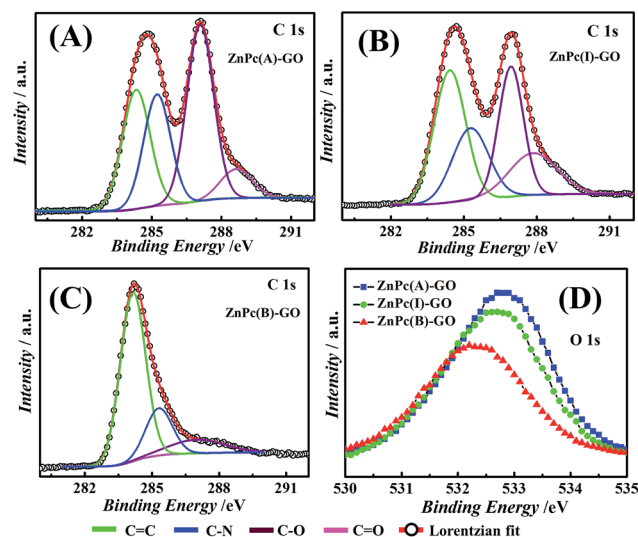 (A)
C 1s
ZnPc(A)-GO
Intensity / a.u.
282 285 288 291
Binding Energy /eV
(B)
C 1s
ZnPc(I)-GO
Intensity / a.u.
282 285 288 291
Binding Energy /eV
(C)
C 1s
ZnPc(B)-GO
Intensity / a.u.
282 285 288 291
Binding Energy /eV
ZnPc(A)-GO
ZnPc(I)-GO
ZnPc(B)-GO
(D)
O 1s
Intensity / a.u.
530 531 532 533 534 535
Binding Energy /eV
C=C C-N C-O C=O Lorentzian fit